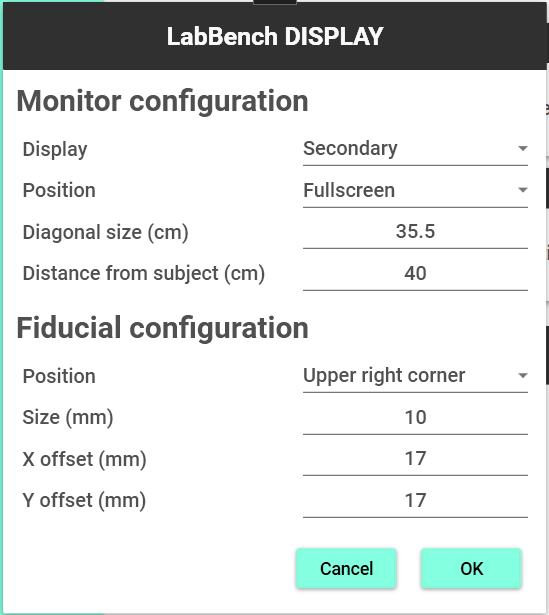 LabBench DISPLAY
Monitor configuration
Display Secondary
Position Fullscreen
Diagonal size (cm) 35.5
Distance from subject (cm) 40
Fiducial configuration
Position Upper right corner
Size (mm) 10
X offset (mm) 17
Y offset (mm) 17
Cancel OK